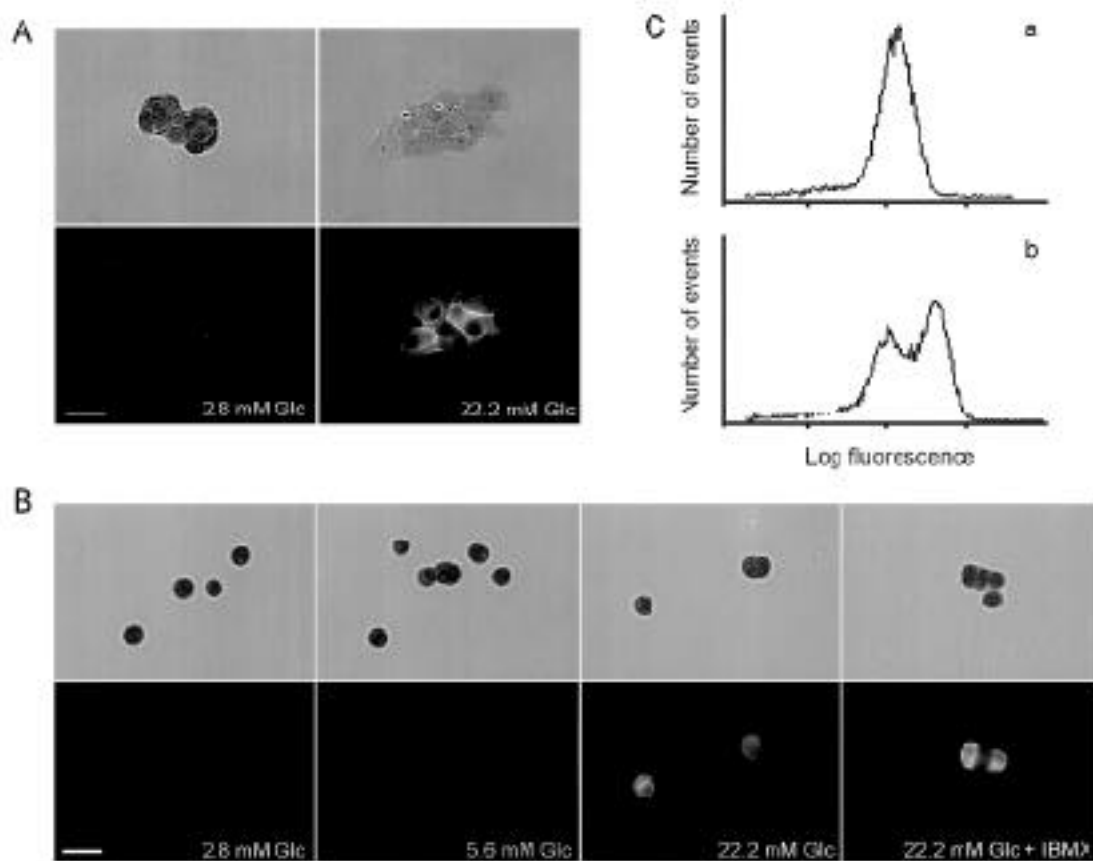 A
2.8 mM Glc
22.2 mM Glc
B
2.8 mM Glc
5.6 mM Glc
22.2 mM Glc
22.2 mM Glc + IBMX
C
a
Number of events
b
Number of events
Log fluorescence